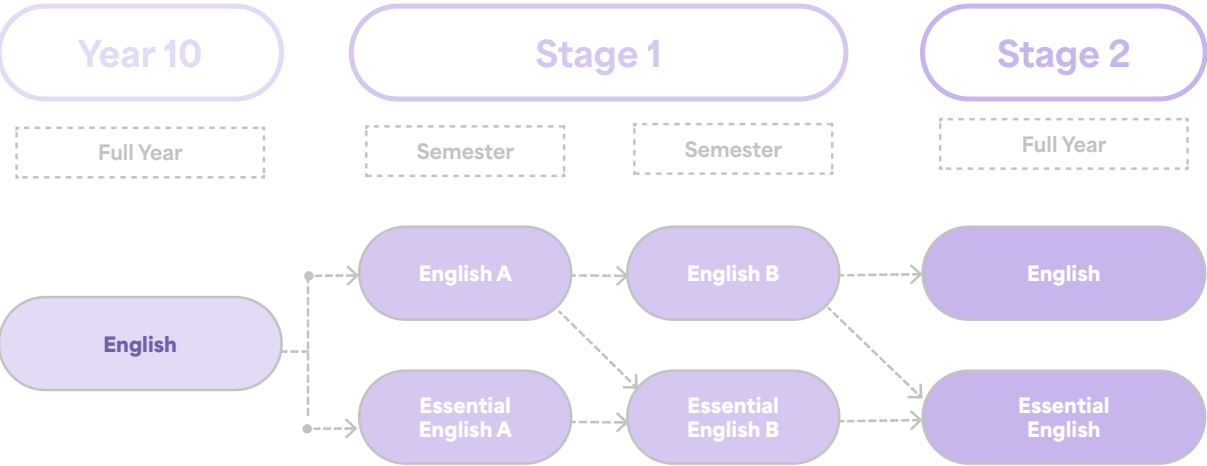 Year 10
Stage 1
Stage 2
Full Year
Semester
Semester
Full Year
English A
English B
English
English
Essential
English A
Essential
English B
Essential
English